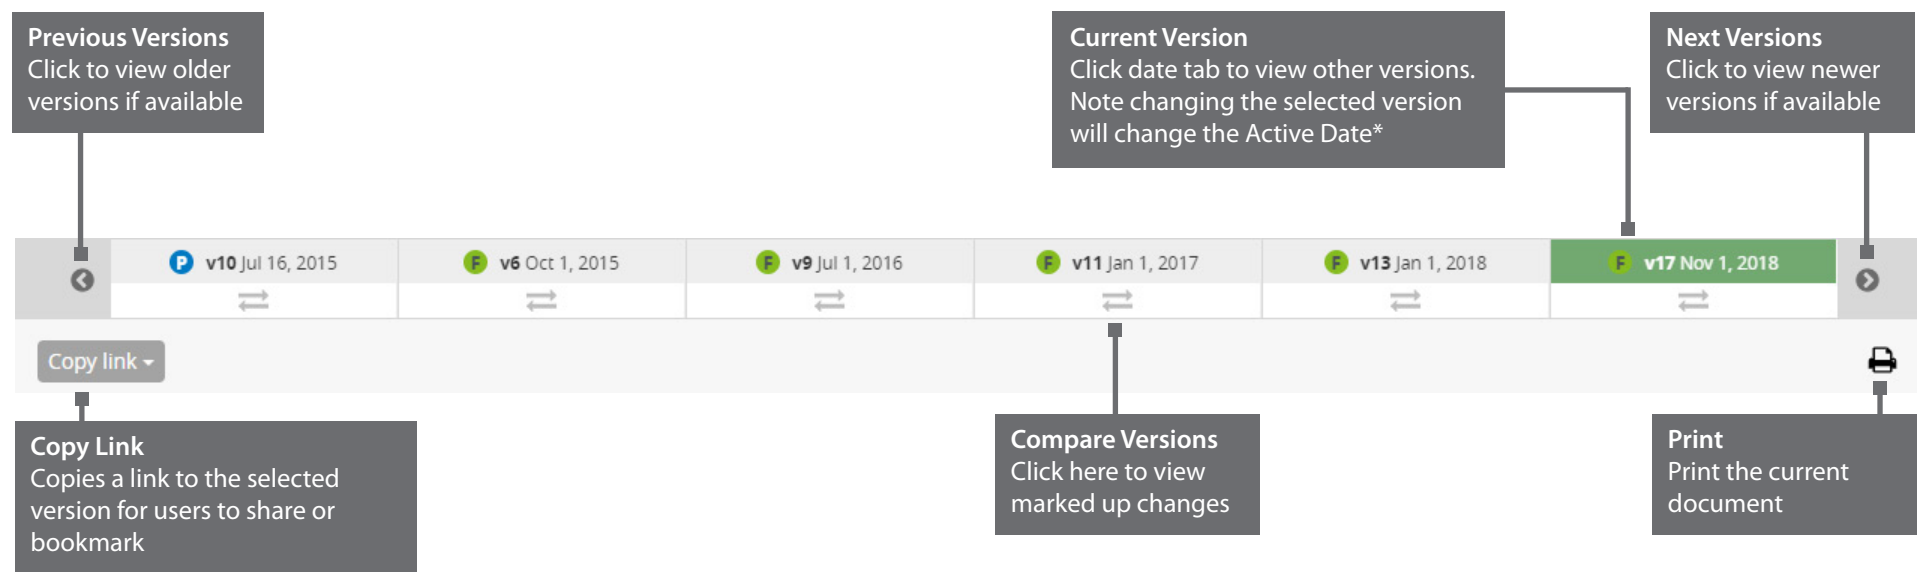 Previous Versions
Click to view older
versions if available
Current Version
Click date tab to view other versions.
Note changing the selected version
will change the Active Date*
Next Versions
Click to view newer
versions if available
P v10 Jul 16, 2015
F v6 Oct 1, 2015
F v9 Jul 1, 2016
F v11 Jan 1, 2017
F v13 Jan 1, 2018
F v17 Nov 1, 2018
Copy link
Copy Link
Copies a link to the selected
version for users to share or
bookmark
Compare Versions
Click here to view
marked up changes
Print
Print the current
document